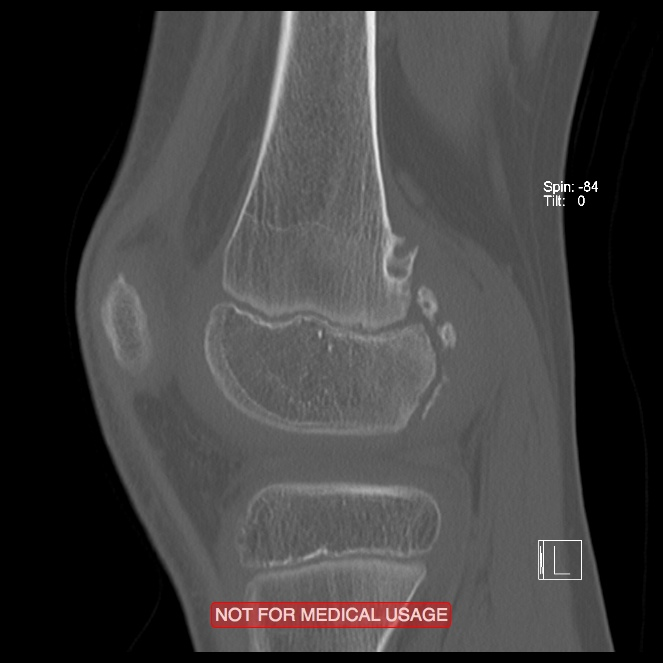 Spin: -84
Tilt: 0
L
NOT FOR MEDICAL USAGE